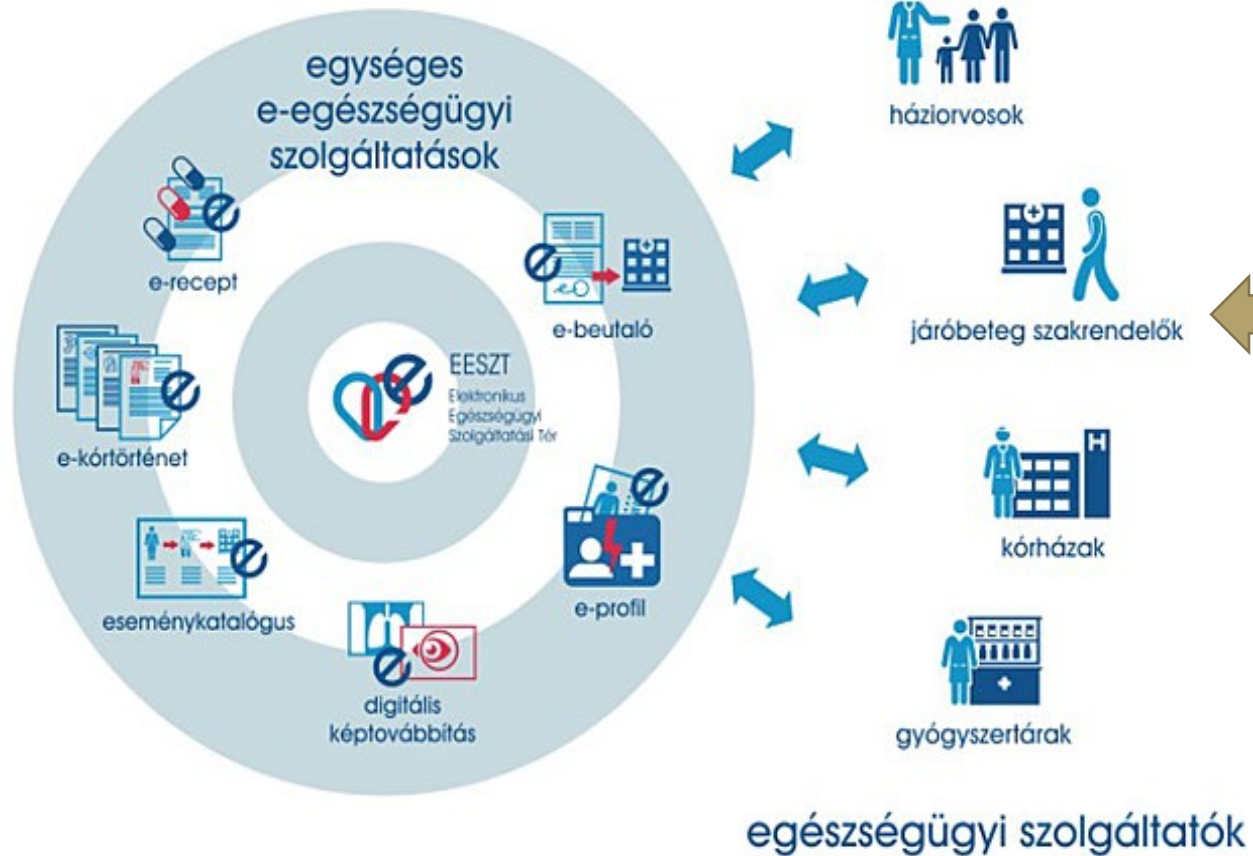 egységes
e-egészségügyi
szolgáltatások
e-recept
e-beutaló
e-kórtörténet
EESZT
Elektronikus
Egészségügyi
Szolgáltatási Tér
eseménykatalógus
e-profil
digitális
képtovábbítás
háziorvosok
járóbeteg szakrendelők
H
kórházak
gyógyszertárak
egészségügyi szolgáltatók